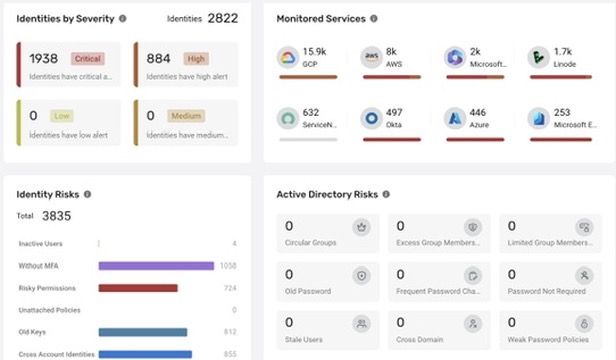 Identities by Severity
Identities 2822
1938 Critical
Identities have critical a...
884 High
Identities have high alert
0 Low
Identities have low alert
0 Medium
Identities have medium...
Monitored Services
15.9k
GCP
aws
8k
AWS
2k
Microsoft...
1.7k
Linode
632
ServiceN...
497
Okta
446
Azure
253
Microsoft E...
Identity Risks
Total 3835
Inactive Users 4
Without MFA 1058
Risky Permissions 724
Unattached Policies 0
Old Keys 812
Cross Account Identities 855
Active Directory Risks
0
Circular Groups
0
Excess Group Members...
0
Limited Group Members...
0
Old Password
0
Frequent Password Cha...
0
Password Not Required
0
Stale Users
0
Cross Domain
0
Weak Password Policies